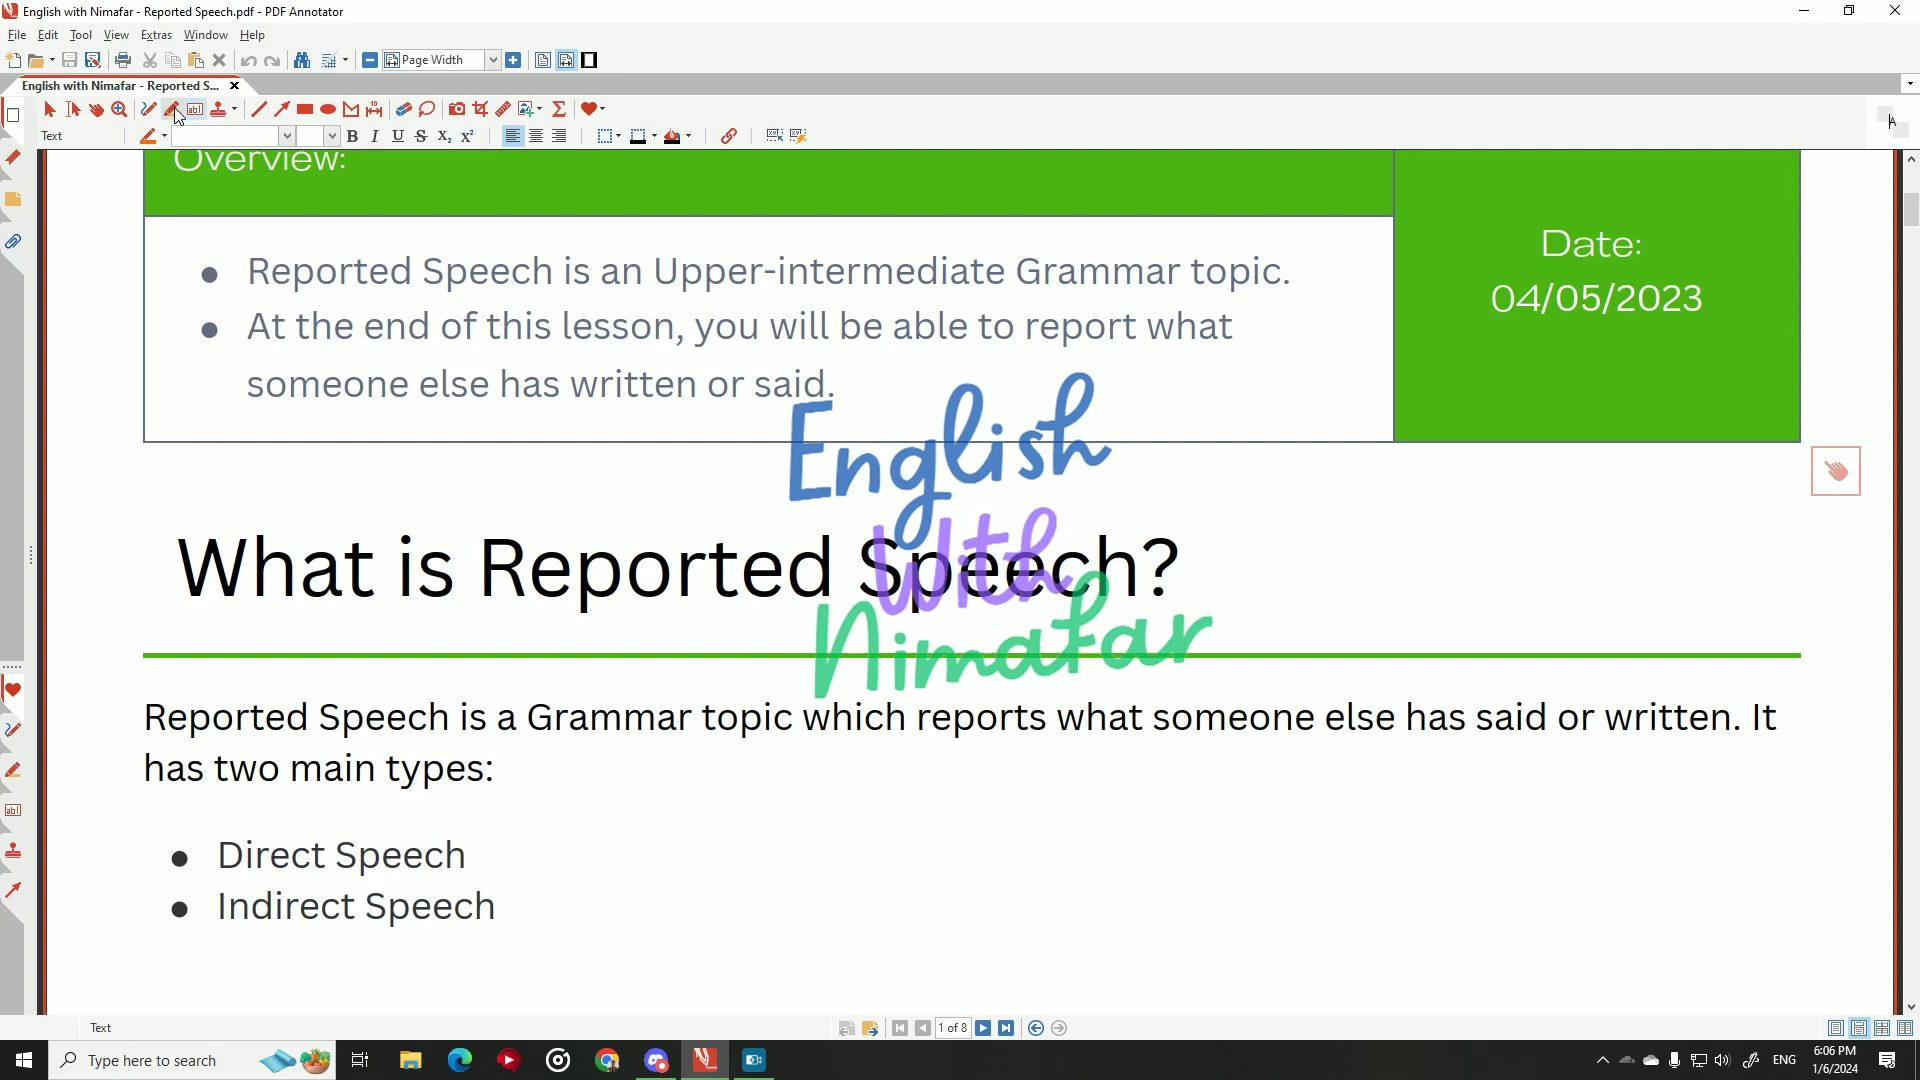 English with Nimafar - Reported Speech.pdf - PDF Annotator
File Edit Tool View Extras Window Help
Page Width
English with Nimafar - Reported S...
Text
B I U S X₂ X²
Overview:
Date:
04/05/2023
Reported Speech is an Upper-intermediate Grammar topic.
At the end of this lesson, you will be able to report what
someone else has written or said.
English
With
Nimafar
What is Reported Speech?
Reported Speech is a Grammar topic which reports what someone else has said or written. It
has two main types:
Direct Speech
Indirect Speech
Text
1 of 8
Type here to search
ENG
6:06 PM
1/6/2024